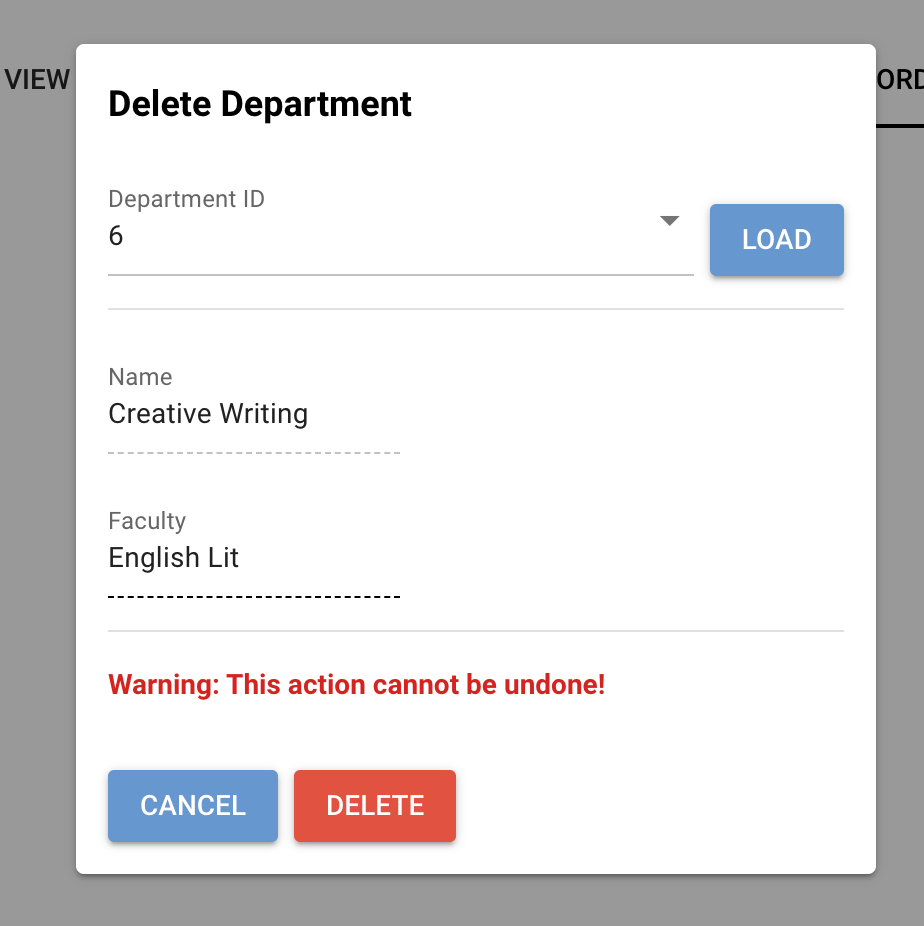 VIEW
ORD
Delete Department
Department ID
6
LOAD
Name
Creative Writing
Faculty
English Lit
Warning: This action cannot be undone!
CANCEL
DELETE